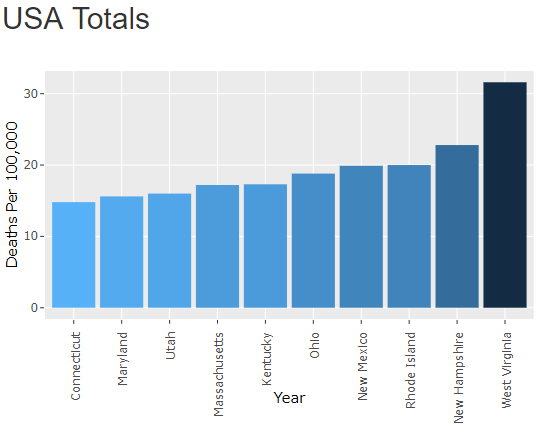 USA Totals
Deaths Per 100,000
30
20
10
0
Connecticut
Maryland
Utah
Massachusetts
Kentucky
Ohio
New Mexico
Rhode Island
New Hampshire
West Virginia
Year